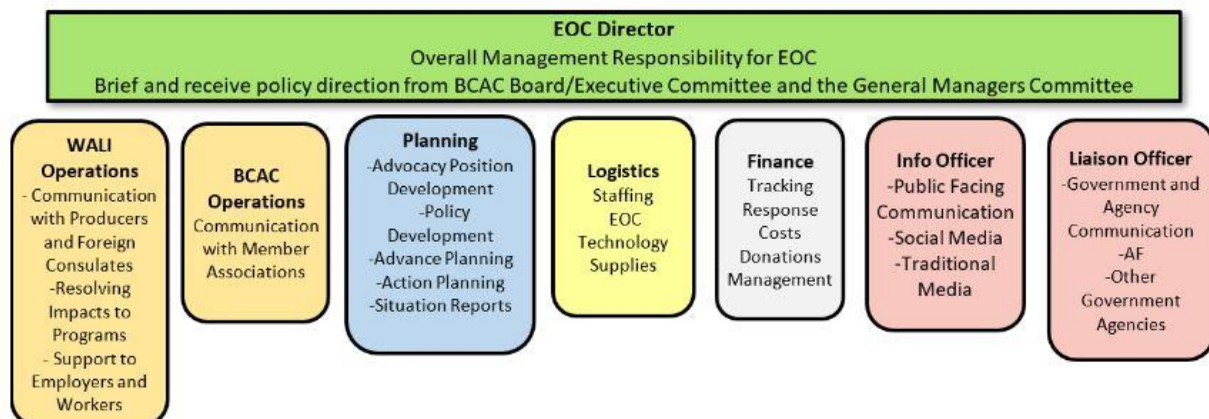 EOC Director
Overall Management Responsibility for EOC
Brief and receive policy direction from BCAC Board/Executive Committee and the General Managers Committee
WALI
Operations
- Communication
with Producers
and Foreign
Consulates
-Resolving
Impacts to
Programs
- Support to
Employers and
Workers
BCAC
Operations
Communication
with Member
Associations
Planning
-Advocacy Position
Development
-Policy
Development
-Advance Planning
-Action Planning
-Situation Reports
Logistics
Staffing
EOC
Technology
Supplies
Finance
Tracking
Response
Costs
Donations
Management
Info Officer
-Public Facing
Communication
-Social Media
-Traditional
Media
Liaison Officer
-Government and
Agency
Communication
-AF
-Other
Government
Agencies